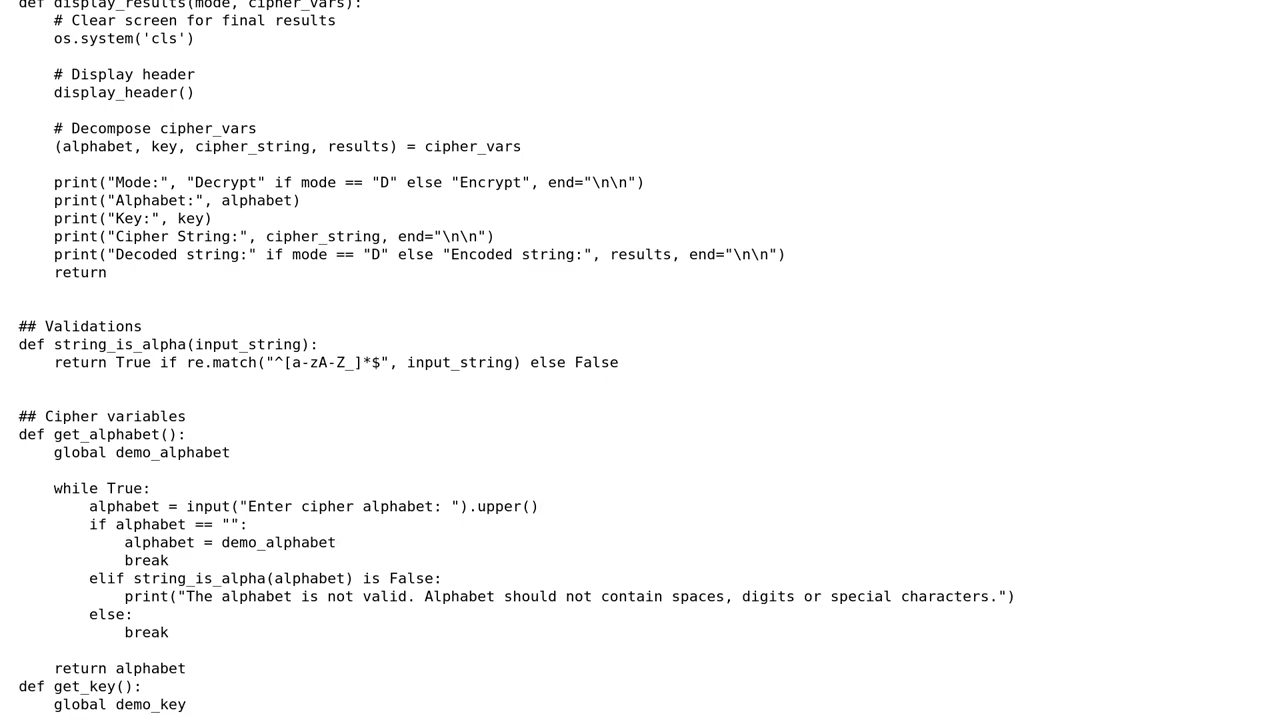 def display_results(mode, cipher_vars):
    # Clear screen for final results
    os.system('cls')

    # Display header
    display_header()

    # Decompose cipher_vars
    (alphabet, key, cipher_string, results) = cipher_vars

    print("Mode:", "Decrypt" if mode == "D" else "Encrypt", end="\n\n")
    print("Alphabet:", alphabet)
    print("Key:", key)
    print("Cipher String:", cipher_string, end="\n\n")
    print("Decoded string:" if mode == "D" else "Encoded string:", results, end="\n\n")
    return


## Validations
def string_is_alpha(input_string):
    return True if re.match("^[a-zA-Z_]*$", input_string) else False


## Cipher variables
def get_alphabet():
    global demo_alphabet

    while True:
        alphabet = input("Enter cipher alphabet: ").upper()
        if alphabet == "":
            alphabet = demo_alphabet
            break
        elif string_is_alpha(alphabet) is False:
            print("The alphabet is not valid. Alphabet should not contain spaces, digits or special characters.")
        else:
            break

    return alphabet
def get_key():
    global demo_key